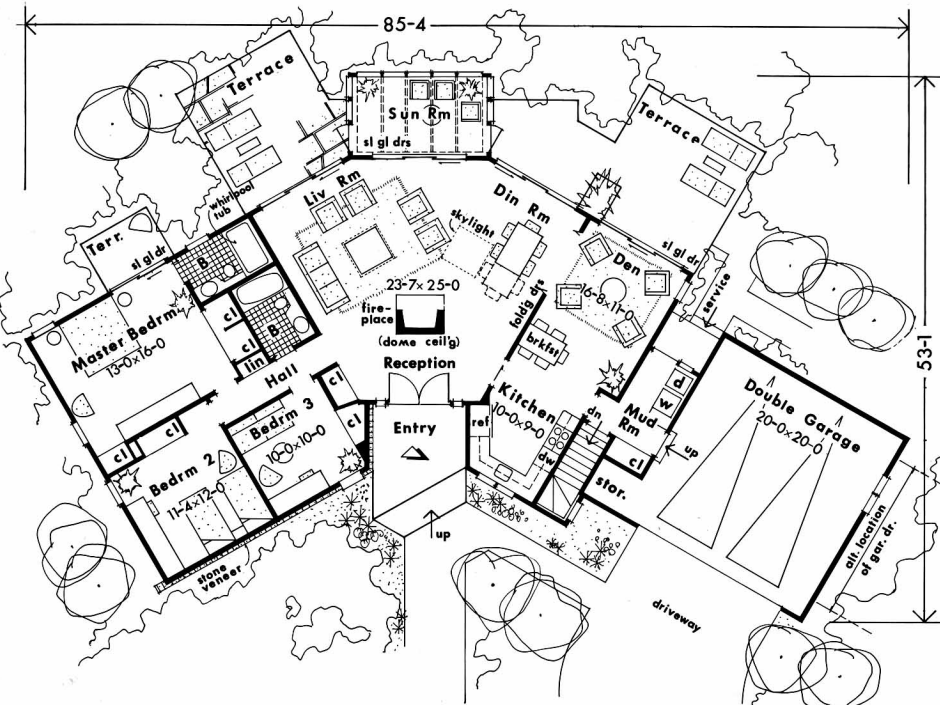 85-4
Terrace
Sun Rm
sl gl drs
Terrace
53-1
Liv Rm
Din Rm
whirlpool
tub
skylight
Terr.
sl gl dr
B
sl gl dr
Den
16-8x11-0
service
23-7x 25-0
fire-
place
(dome ceil'g)
foldg drs
brkfst
Reception
Master Bedrm
13-0x16-0
cl
cl
lin
B
Hall
cl
cl
cl
cl
Bedrm 3
10-0x10-0
Bedrm 2
11-4x12-0
Entry
up
ref
Kitchen
10-0x9-0
dw
dn
Mud
Rm
d
w
cl
up
stor.
Double Garage
20-0x20-0
alt. location
of gar. dr.
stone
veneer
driveway